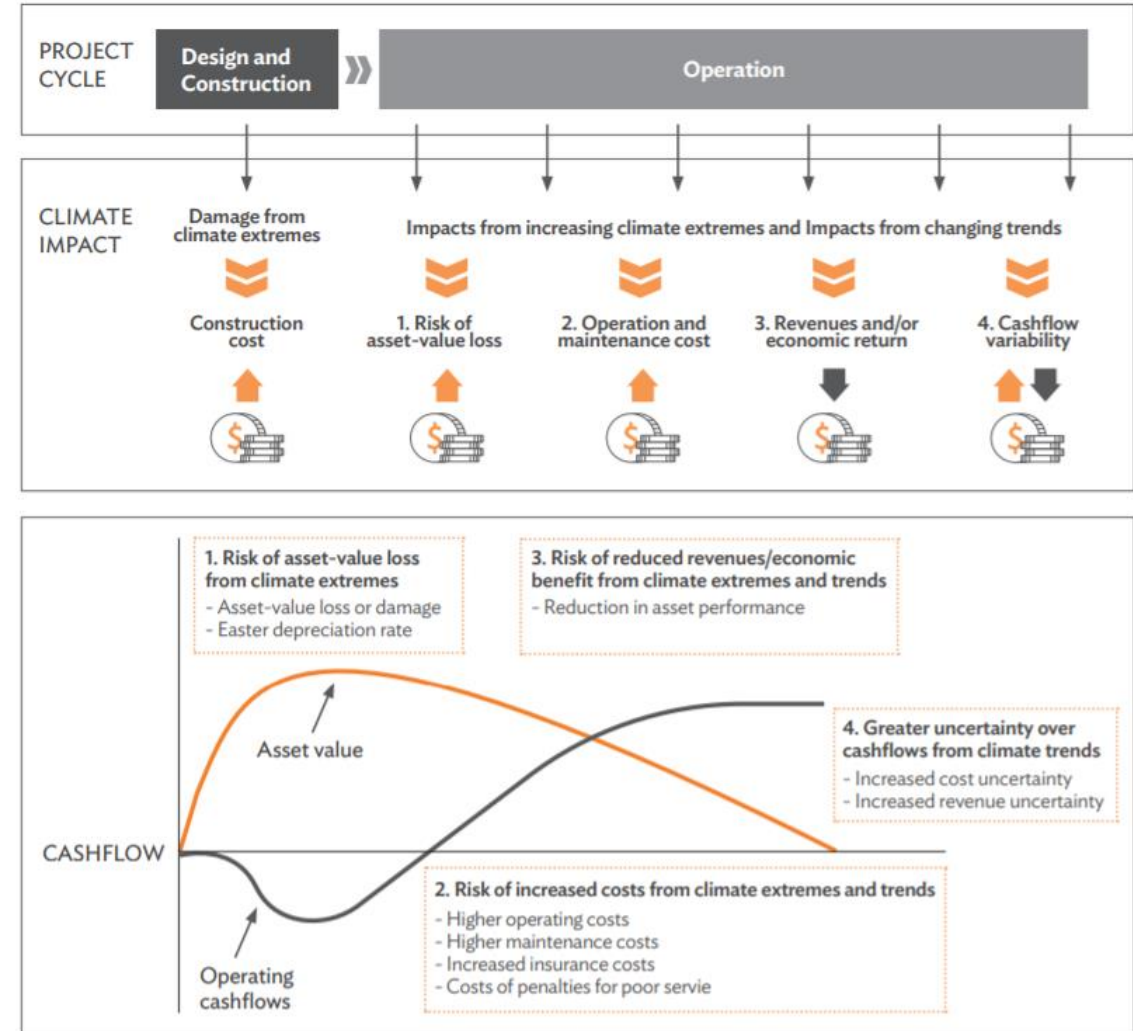 PROJECT
CYCLE
Design and
Construction
Operation
CLIMATE
IMPACT
Damage from
climate extremes
Impacts from increasing climate extremes and Impacts from changing trends
Construction
cost
1. Risk of
asset-value loss
2. Operation and
maintenance cost
3. Revenues and/or
economic return
4. Cashflow
variability
$
$
$
$
$
1. Risk of asset-value loss
from climate extremes
- Asset-value loss or damage
- Easter depreciation rate
3. Risk of reduced revenues/economic
benefit from climate extremes and trends
- Reduction in asset performance
Asset value
4. Greater uncertainty over
cashflows from climate trends
- Increased cost uncertainty
- Increased revenue uncertainty
CASHFLOW
2. Risk of increased costs from climate extremes and trends
- Higher operating costs
- Higher maintenance costs
- Increased insurance costs
- Costs of penalties for poor servie
Operating
cashflows